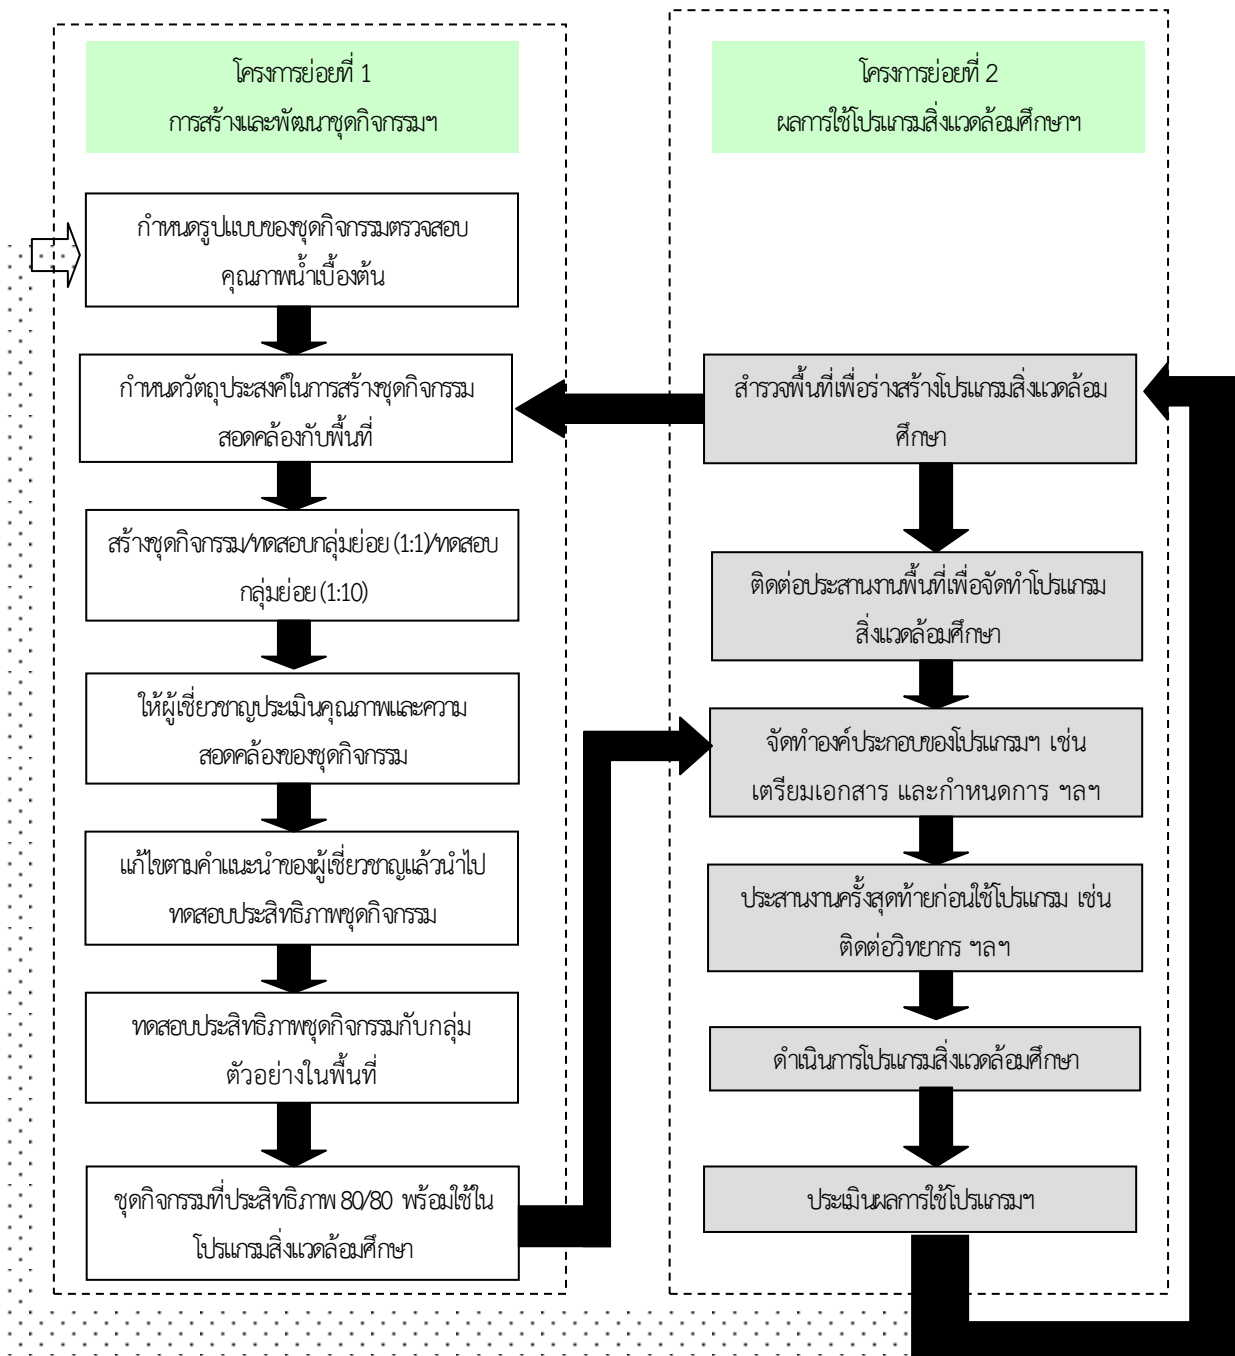 โครงการย่อยที่ 1
การสร้างและพัฒนาชุดกิจกรรมฯ
กำหนดรูปแบบของชุดกิจกรรมตรวจสอบ
คุณภาพน้ำเบื้องต้น
กำหนดวัตถุประสงค์ในการสร้างชุดกิจกรรม
สอดคล้องกับพื้นที่
สร้างชุดกิจกรรม/ทดสอบกลุ่มย่อย (1:1)/ทดสอบ
กลุ่มย่อย (1:10)
ให้ผู้เชี่ยวชาญประเมินคุณภาพและความ
สอดคล้องของชุดกิจกรรม
แก้ไขตามคำแนะนำของผู้เชี่ยวชาญแล้วนำไป
ทดสอบประสิทธิภาพชุดกิจกรรม
ทดสอบประสิทธิภาพชุดกิจกรรมกับกลุ่ม
ตัวอย่างในพื้นที่
ชุดกิจกรรมที่ประสิทธิภาพ 80/80 พร้อมใช้ใน
โปรแกรมสิ่งแวดล้อมศึกษา
โครงการย่อยที่ 2
ผลการใช้โปรแกรมสิ่งแวดล้อมศึกษาฯ
สำรวจพื้นที่เพื่อร่างสร้างโปรแกรมสิ่งแวดล้อม
ศึกษา
ติดต่อประสานงานพื้นที่เพื่อจัดทำโปรแกรม
สิ่งแวดล้อมศึกษา
จัดทำองค์ประกอบของโปรแกรมฯ เช่น
เตรียมเอกสาร และกำหนดการ ฯลฯ
ประสานงานครั้งสุดท้ายก่อนใช้โปรแกรม เช่น
ติดต่อวิทยากร ฯลฯ
ดำเนินการโปรแกรมสิ่งแวดล้อมศึกษา
ประเมินผลการใช้โปรแกรมฯ